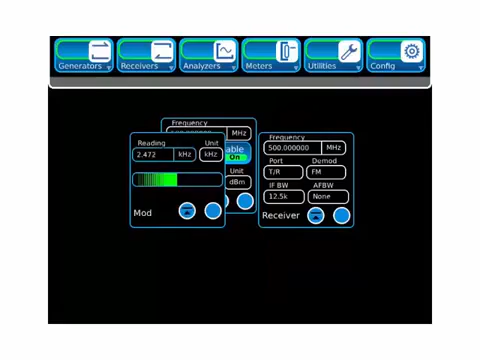 Generators Receivers Analyzers Meters Utilities Config
Frequency
MHz
able
On
Unit
dBm
Reading Unit
2.472 kHz kHz
Mod
Frequency
500.000000 MHz
Port Demod
T/R FM
IF BW AFBW
12.5k None
Receiver